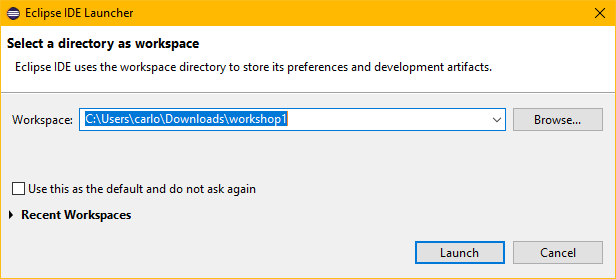 Eclipse IDE Launcher
Select a directory as workspace
Eclipse IDE uses the workspace directory to store its preferences and development artifacts.
Workspace: C:\Users\carlo\Downloads\workshop1 Browse...
Use this as the default and do not ask again
Recent Workspaces
Launch Cancel